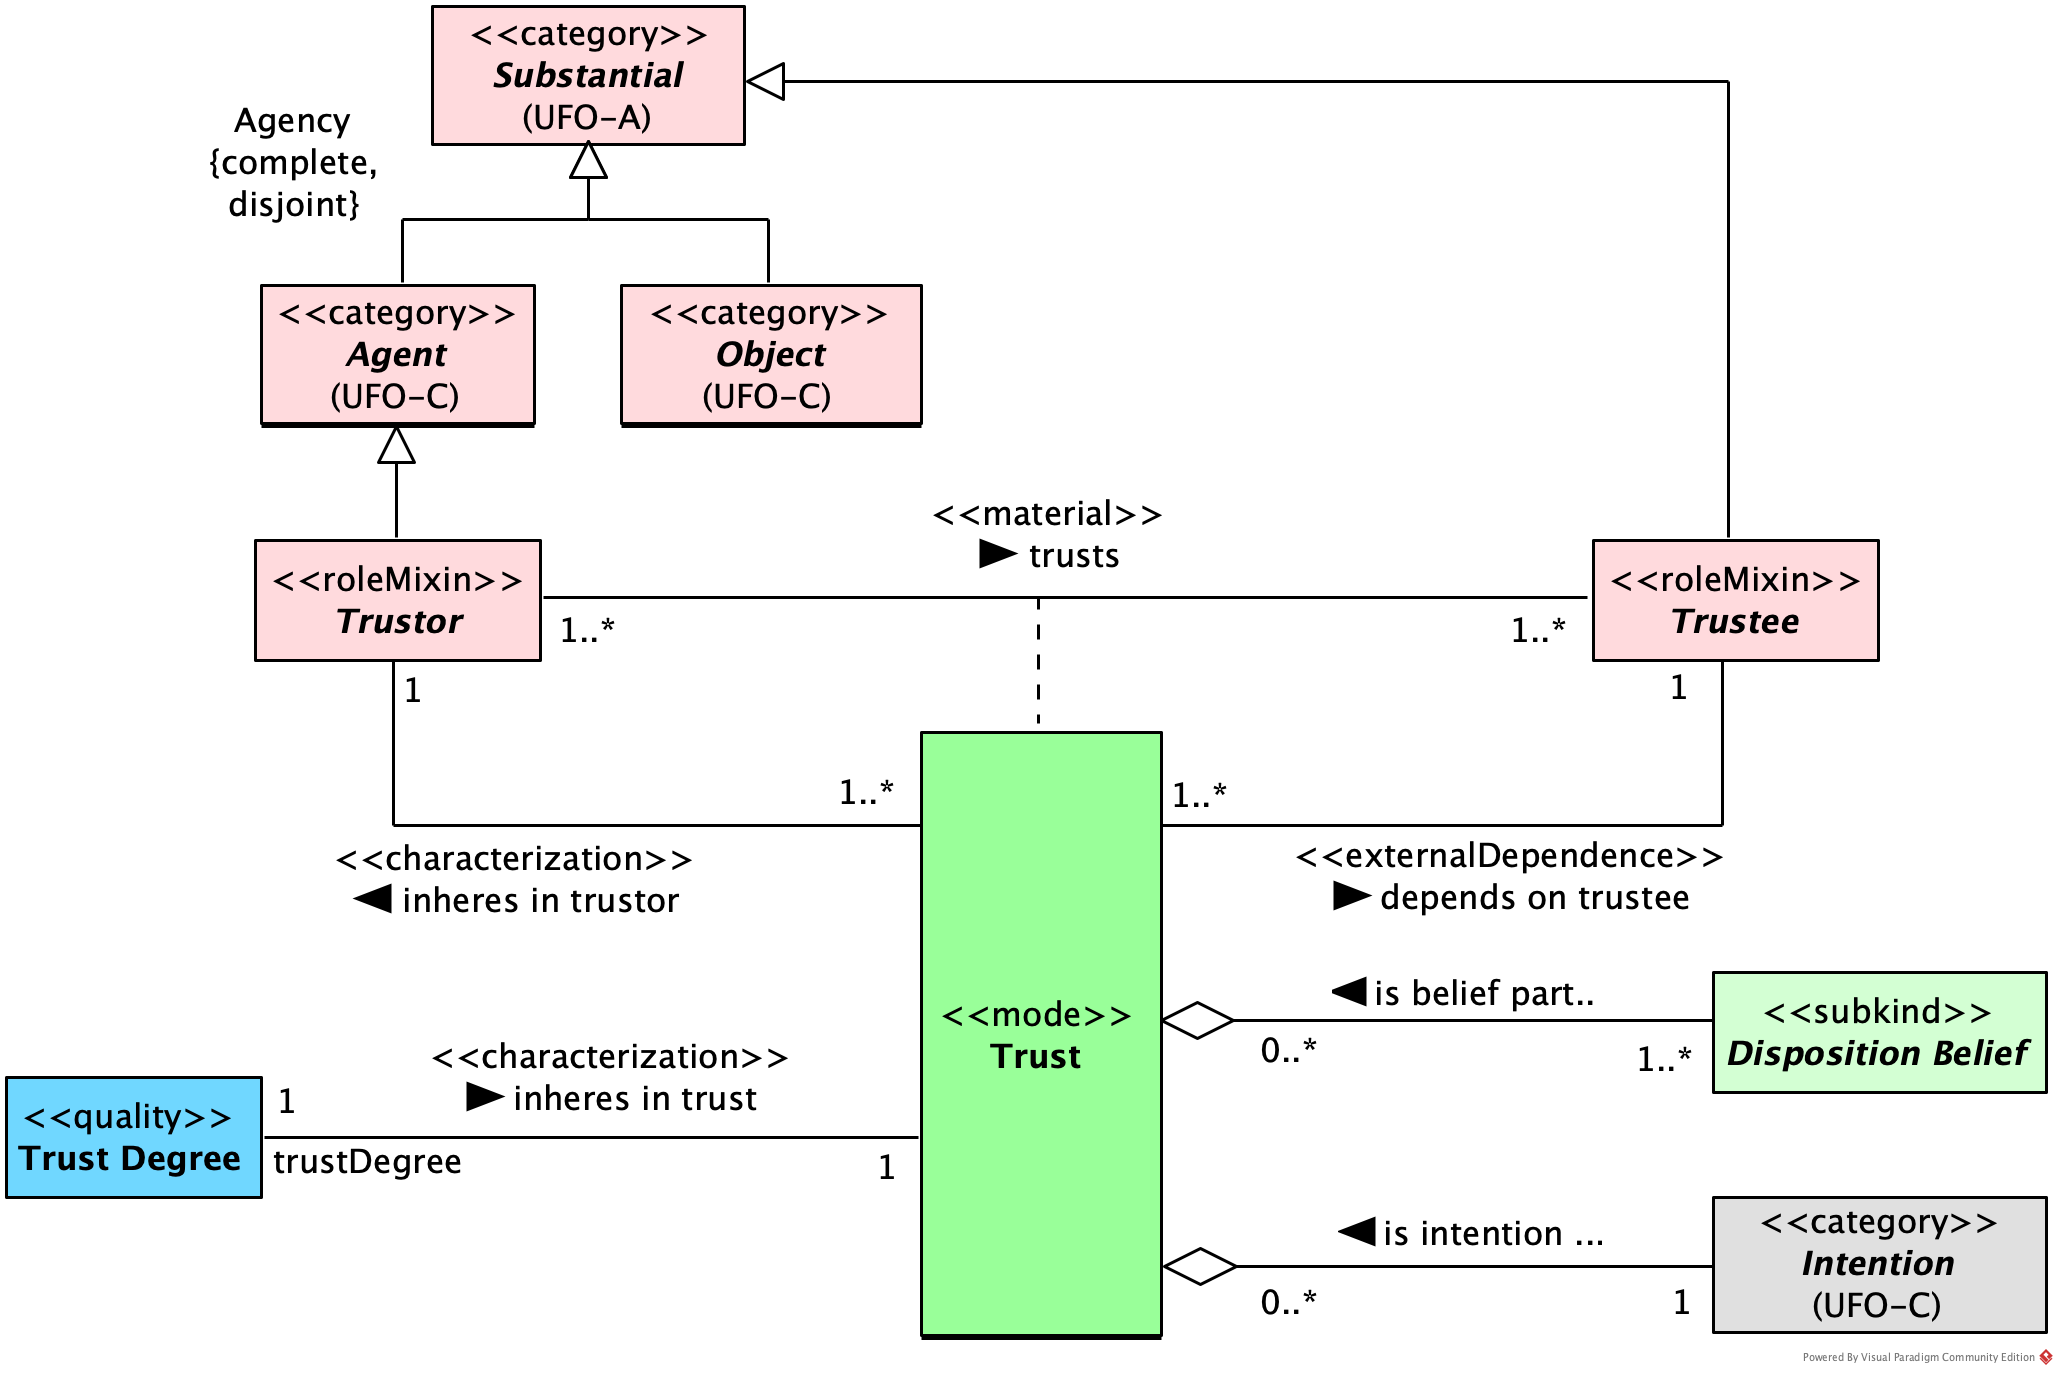 <<category>>
Substantial
(UFO-A)
Agency
{complete,
disjoint}
<<category>>
Agent
(UFO-C)
<<category>>
Object
(UFO-C)
<<material>>
trusts
<<roleMixin>>
Trustor
1..*
1..*
<<roleMixin>>
Trustee
1
1
1..*
1..*
<<characterization>>
inheres in trustor
<<externalDependence>>
depends on trustee
<<mode>>
Trust
is belief part..
0..*
1..*
<<subkind>>
Disposition Belief
<<characterization>>
inheres in trust
<<quality>>
Trust Degree
1
trustDegree
1
is intention ...
0..*
1
<<category>>
Intention
(UFO-C)
Powered By Visual Paradigm Community Edition